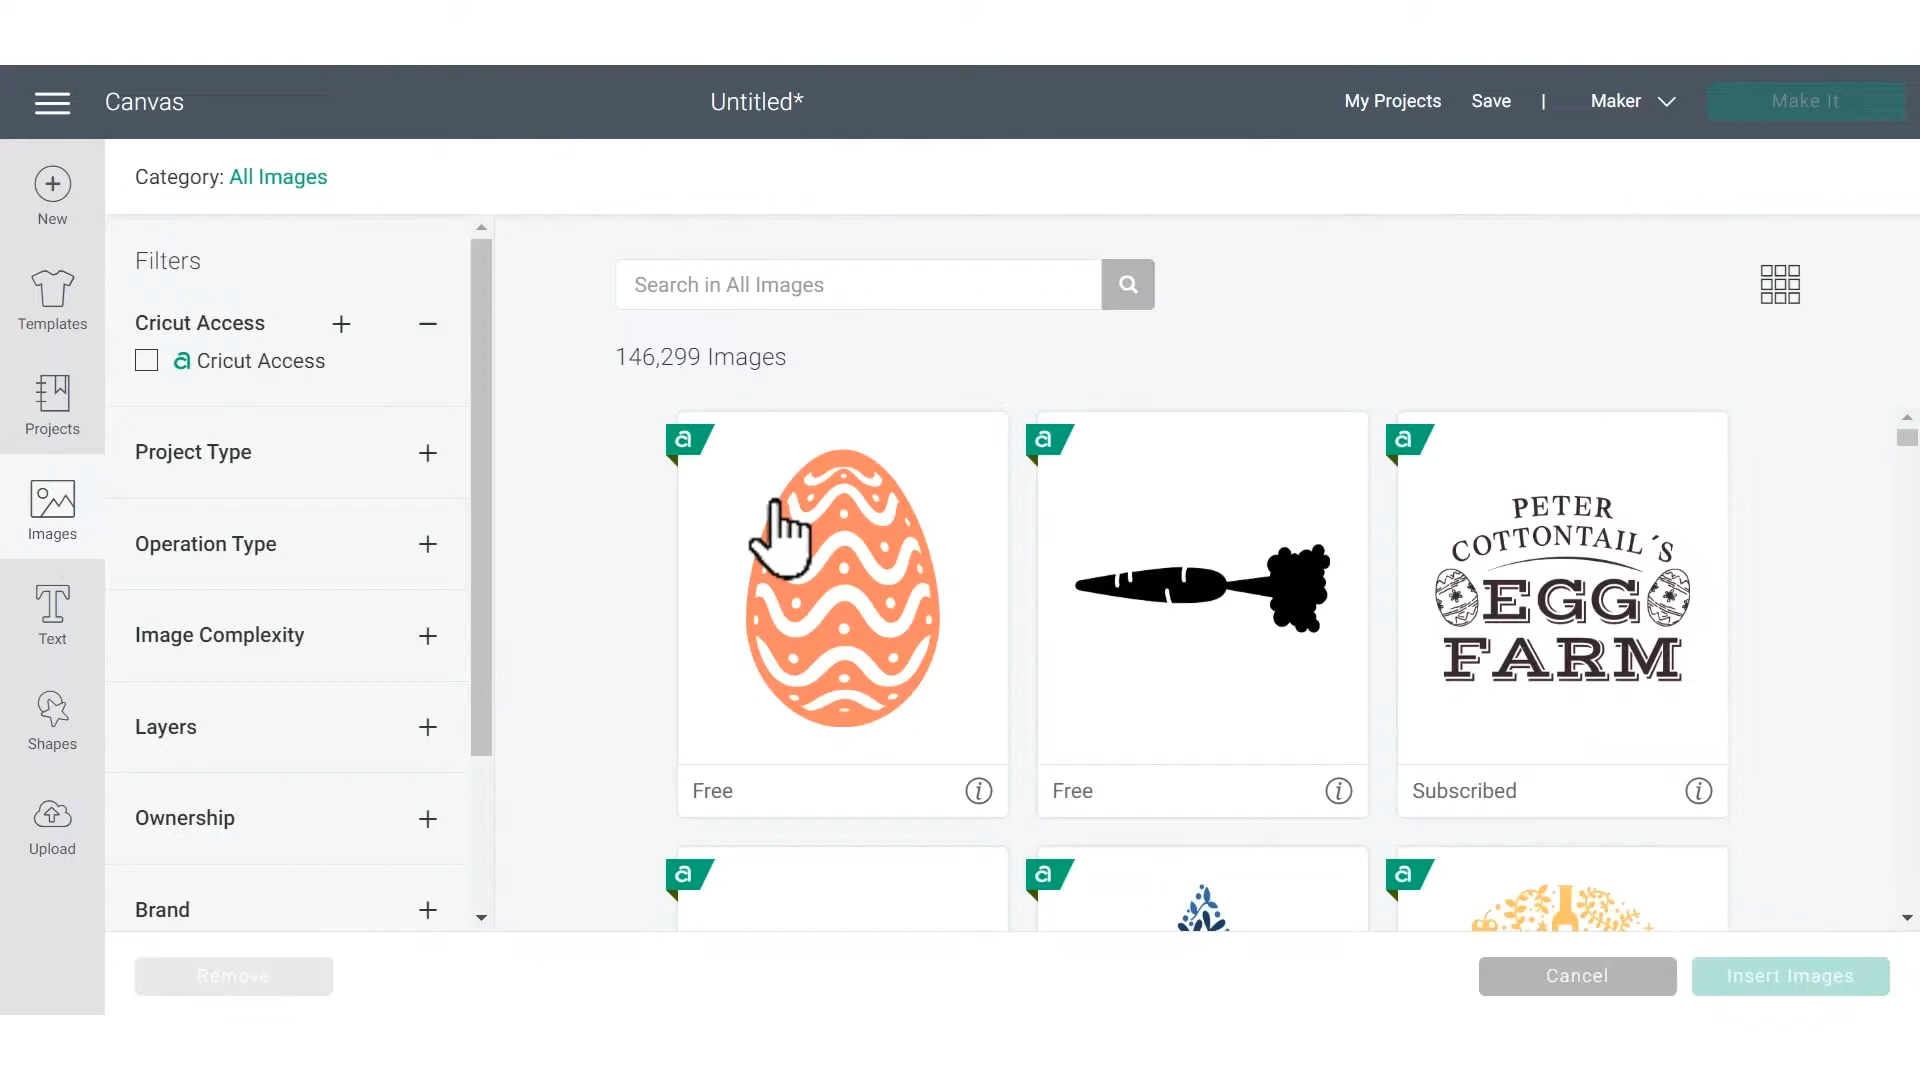 Canvas
Untitled*
My Projects
Save
|
Maker
Make It
New
Templates
Projects
Images
Text
Shapes
Upload
Category: All Images
Filters
Cricut Access
a Cricut Access
Project Type
Operation Type
Image Complexity
Layers
Ownership
Brand
Search in All Images
146,299 Images
a
a
a
PETER
COTTONTAIL´S
EGG
FARM
Free
Free
Subscribed
a
a
a
Remove
Cancel
Insert Images